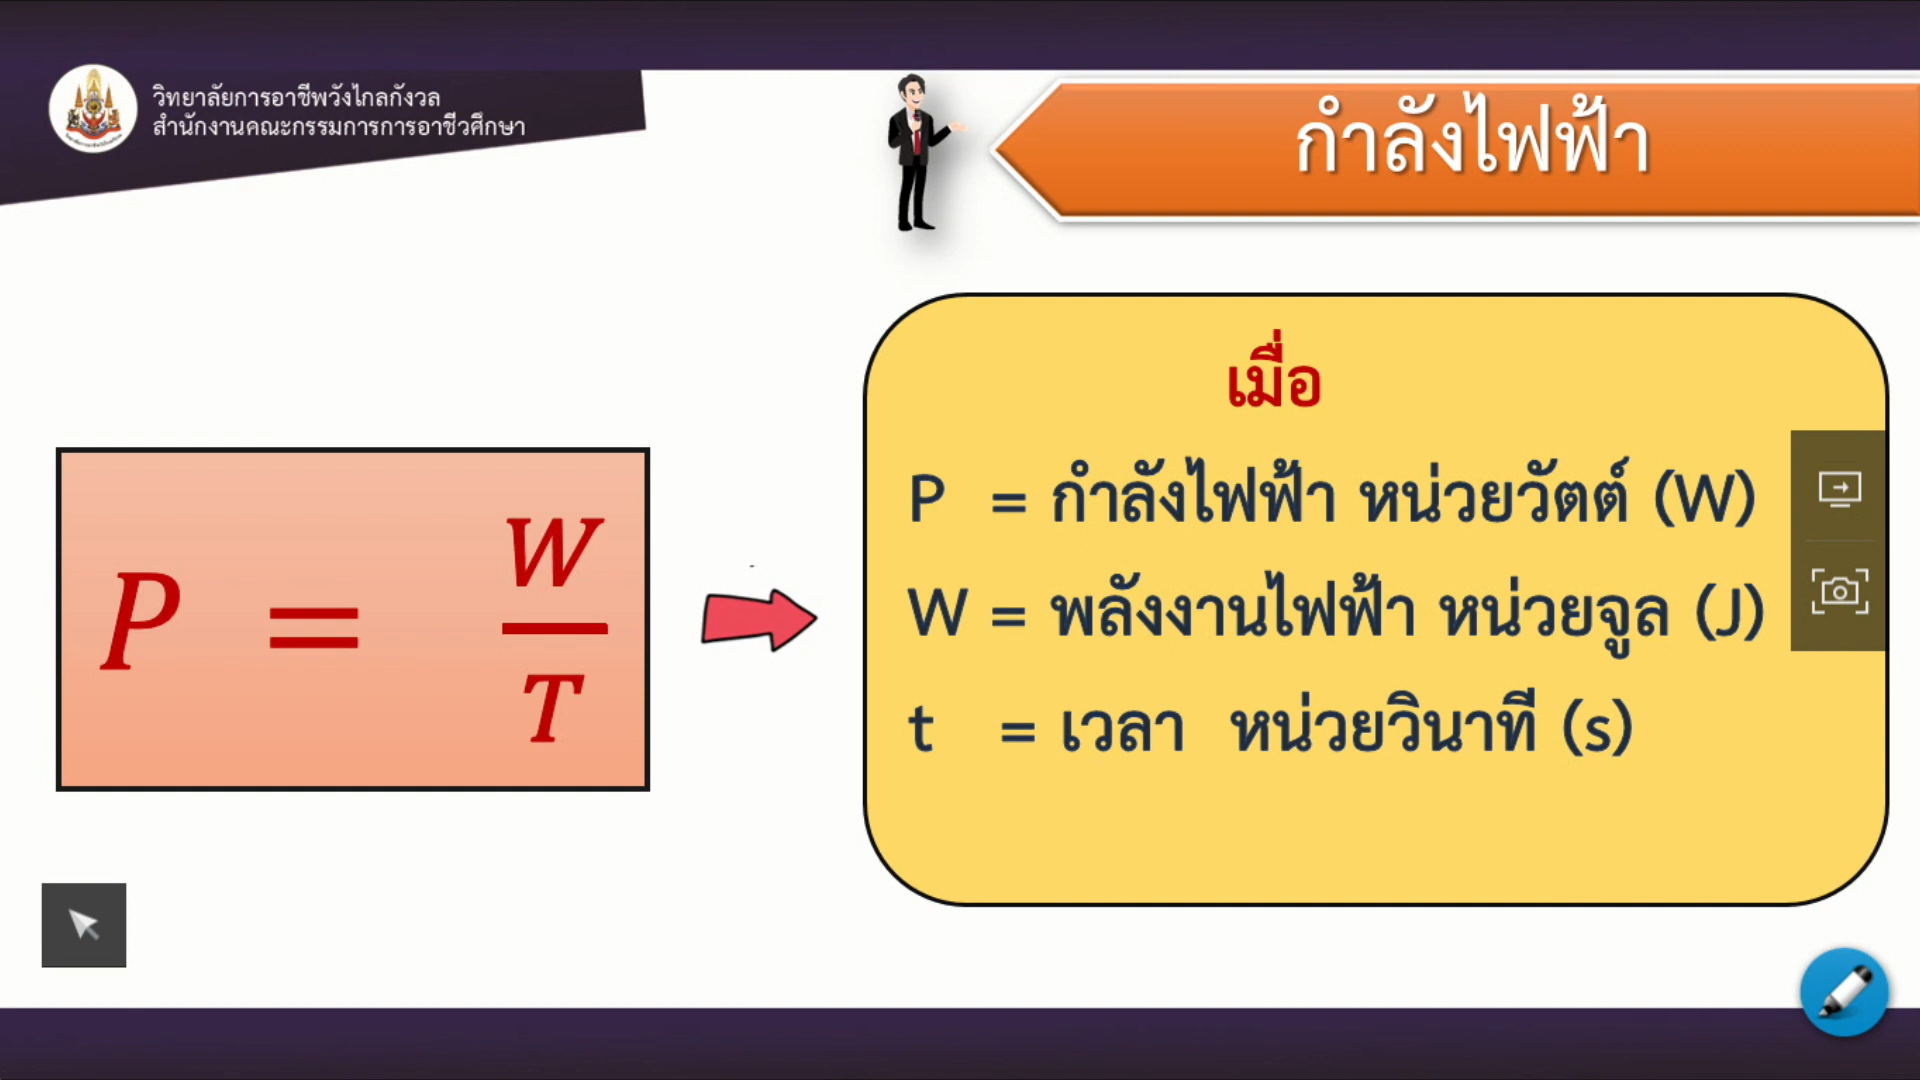 วิทยาลัยการอาชีพวังไกลกังวล
สำนักงานคณะกรรมการการอาชีวศึกษา
กำลังไฟฟ้า
P = W/T
เมื่อ
P = กำลังไฟฟ้า หน่วยวัตต์ (W)
W = พลังงานไฟฟ้า หน่วยจูล (J)
t = เวลา หน่วยวินาที (s)